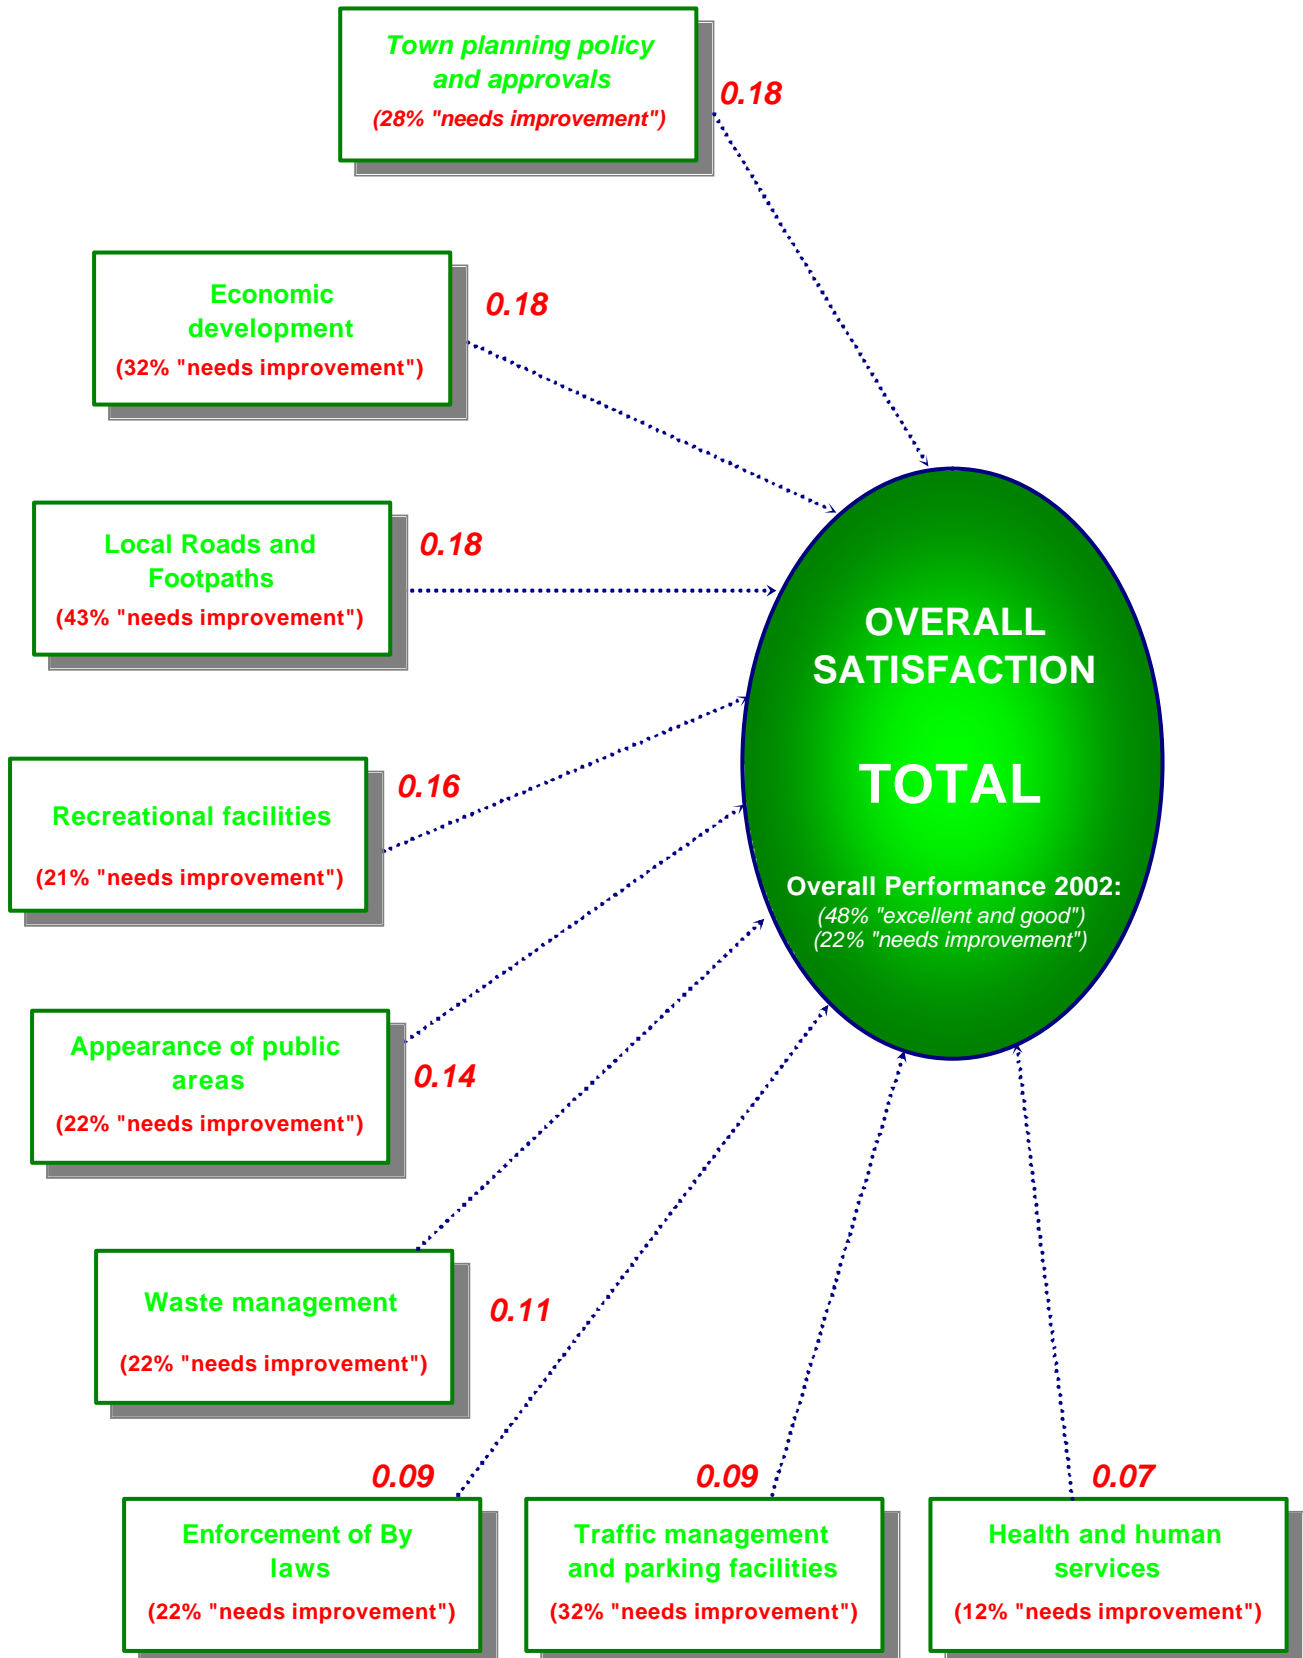 Town planning policy
and approvals
(28% "needs improvement")
0.18
Economic
development
(32% "needs improvement")
0.18
Local Roads and
Footpaths
(43% "needs improvement")
0.18
Recreational facilities
(21% "needs improvement")
0.16
Appearance of public
areas
(22% "needs improvement")
0.14
Waste management
(22% "needs improvement")
0.11
OVERALL
SATISFACTION
TOTAL
Overall Performance 2002:
(48% "excellent and good")
(22% "needs improvement")
0.09
Enforcement of By
laws
(22% "needs improvement")
0.09
Traffic management
and parking facilities
(32% "needs improvement")
0.07
Health and human
services
(12% "needs improvement")